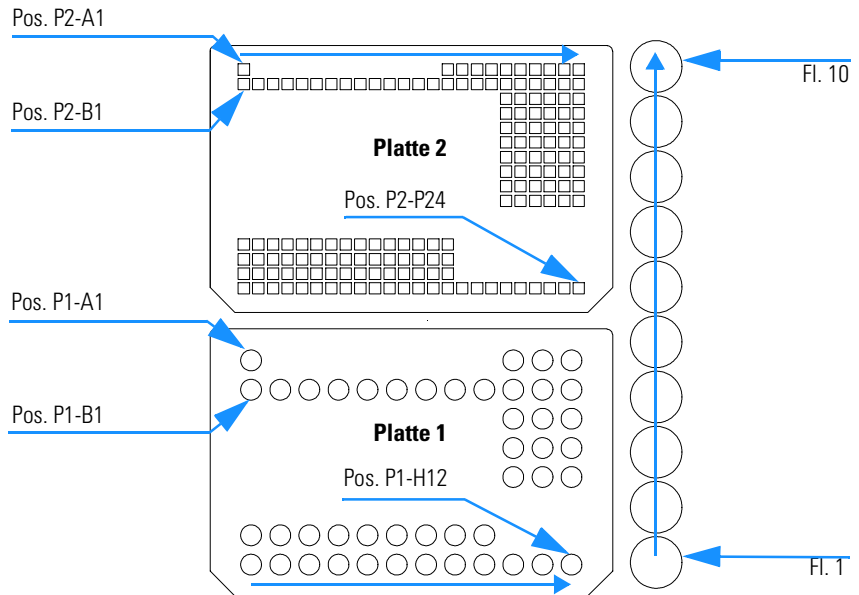 Pos. P2-A1
Fl. 10
Pos. P2-B1
Platte 2
Pos. P2-P24
Pos. P1-A1
Pos. P1-B1
Platte 1
Pos. P1-H12
Fl. 1